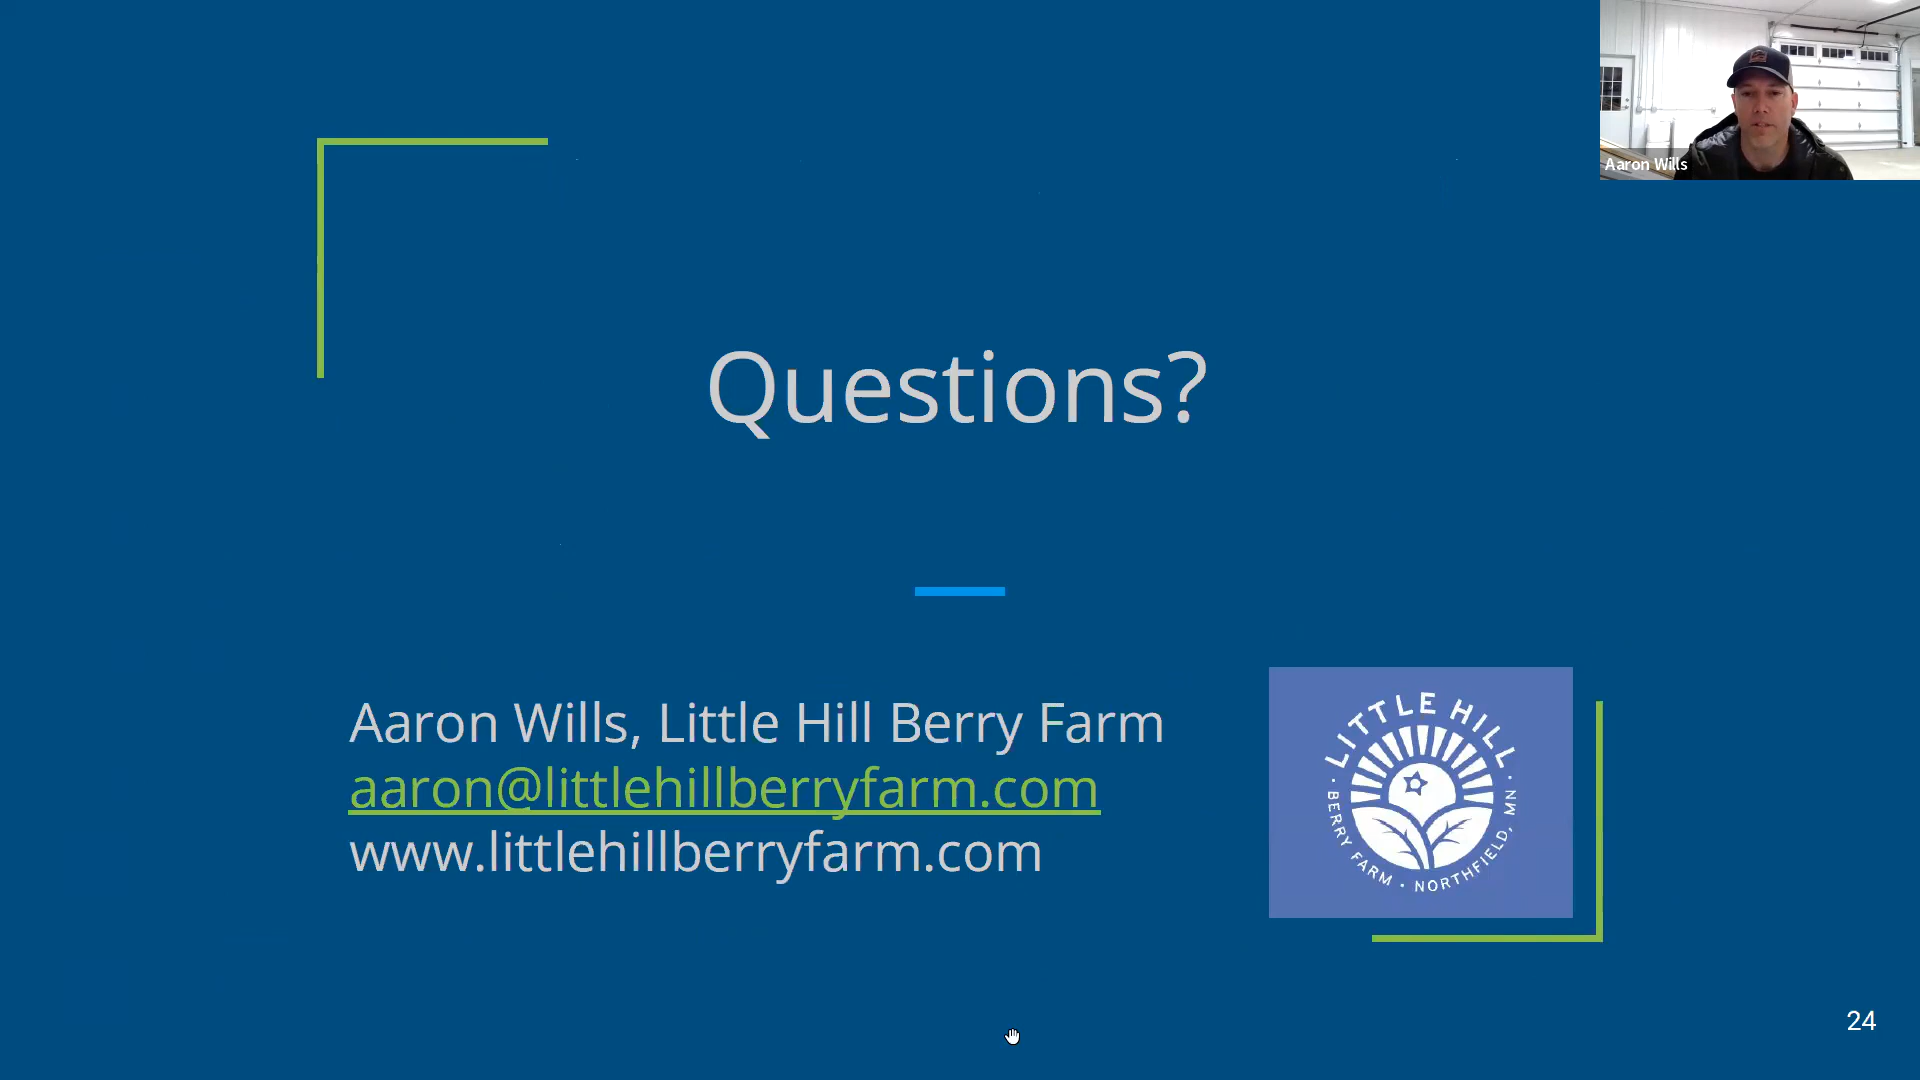 Aaron Wills
Questions?
Aaron Wills, Little Hill Berry Farm
aaron@littlehillberryfarm.com
www.littlehillberryfarm.com
LITTLE HILL
· BERRY FARM · NORTHFIELD, MN ·
24